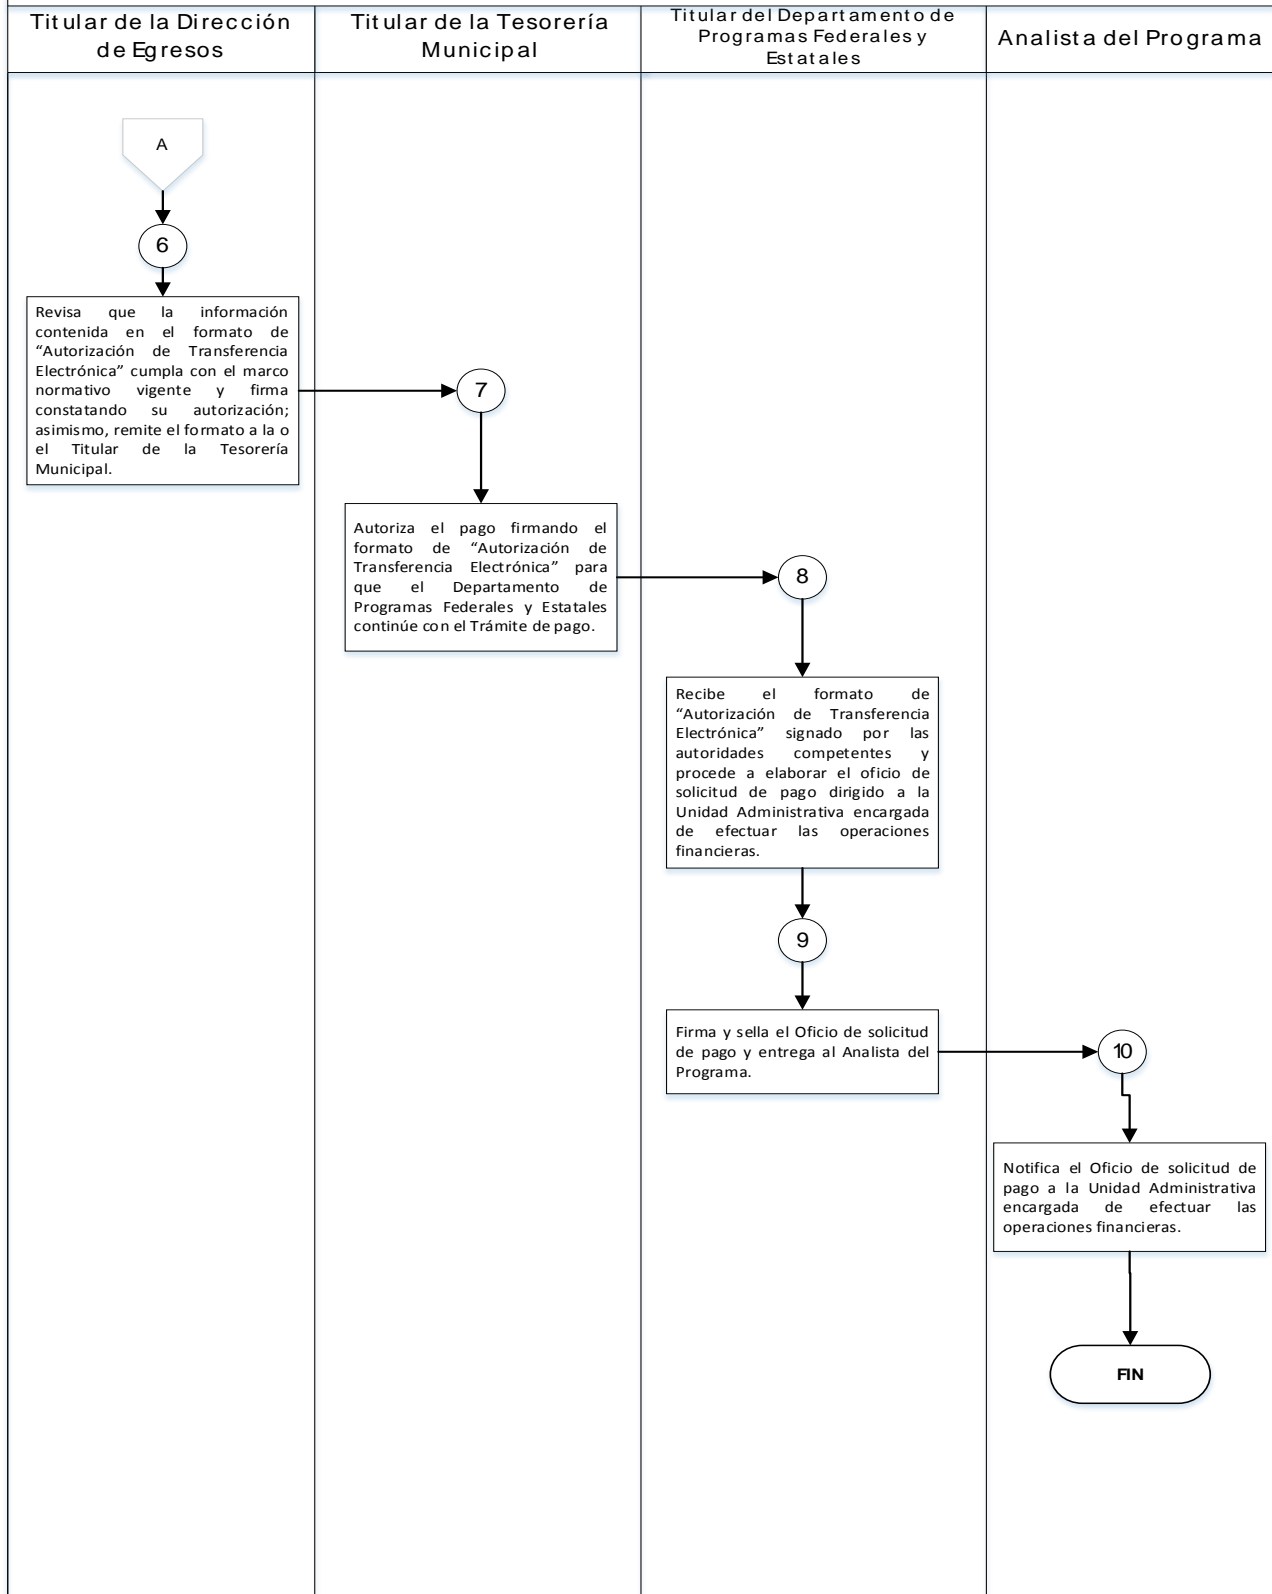 Titular de la Dirección
de Egresos
Titular de la Tesorería
Municipal
Titular del Departamento de
Programas Federales y
Estatales
Analista del Programa
A
6
Revisa que la información
contenida en el formato de
“Autorización de Transferencia
Electrónica” cumpla con el marco
normativo vigente y firma
constatando su autorización;
asimismo, remite el formato a la o
el Titular de la Tesorería
Municipal.
7
Autoriza el pago firmando el
formato de “Autorización de
Transferencia Electrónica” para
que el Departamento de
Programas Federales y Estatales
continúe con el Trámite de pago.
8
Recibe el formato de
“Autorización de Transferencia
Electrónica” signado por las
autoridades competentes y
procede a elaborar el oficio de
solicitud de pago dirigido a la
Unidad Administrativa encargada
de efectuar las operaciones
financieras.
9
Firma y sella el Oficio de solicitud
de pago y entrega al Analista del
Programa.
10
Notifica el Oficio de solicitud de
pago a la Unidad Administrativa
encargada de efectuar las
operaciones financieras.
FIN